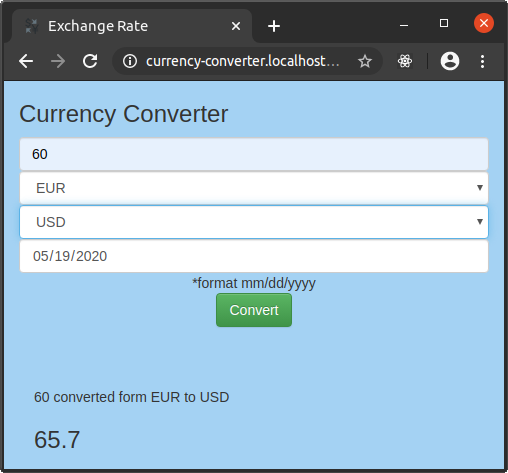 Exchange Rate
currency-converter.localhost…
Currency Converter
60
EUR
USD
05/19/2020
*format mm/dd/yyyy
Convert
60 converted form EUR to USD
65.7